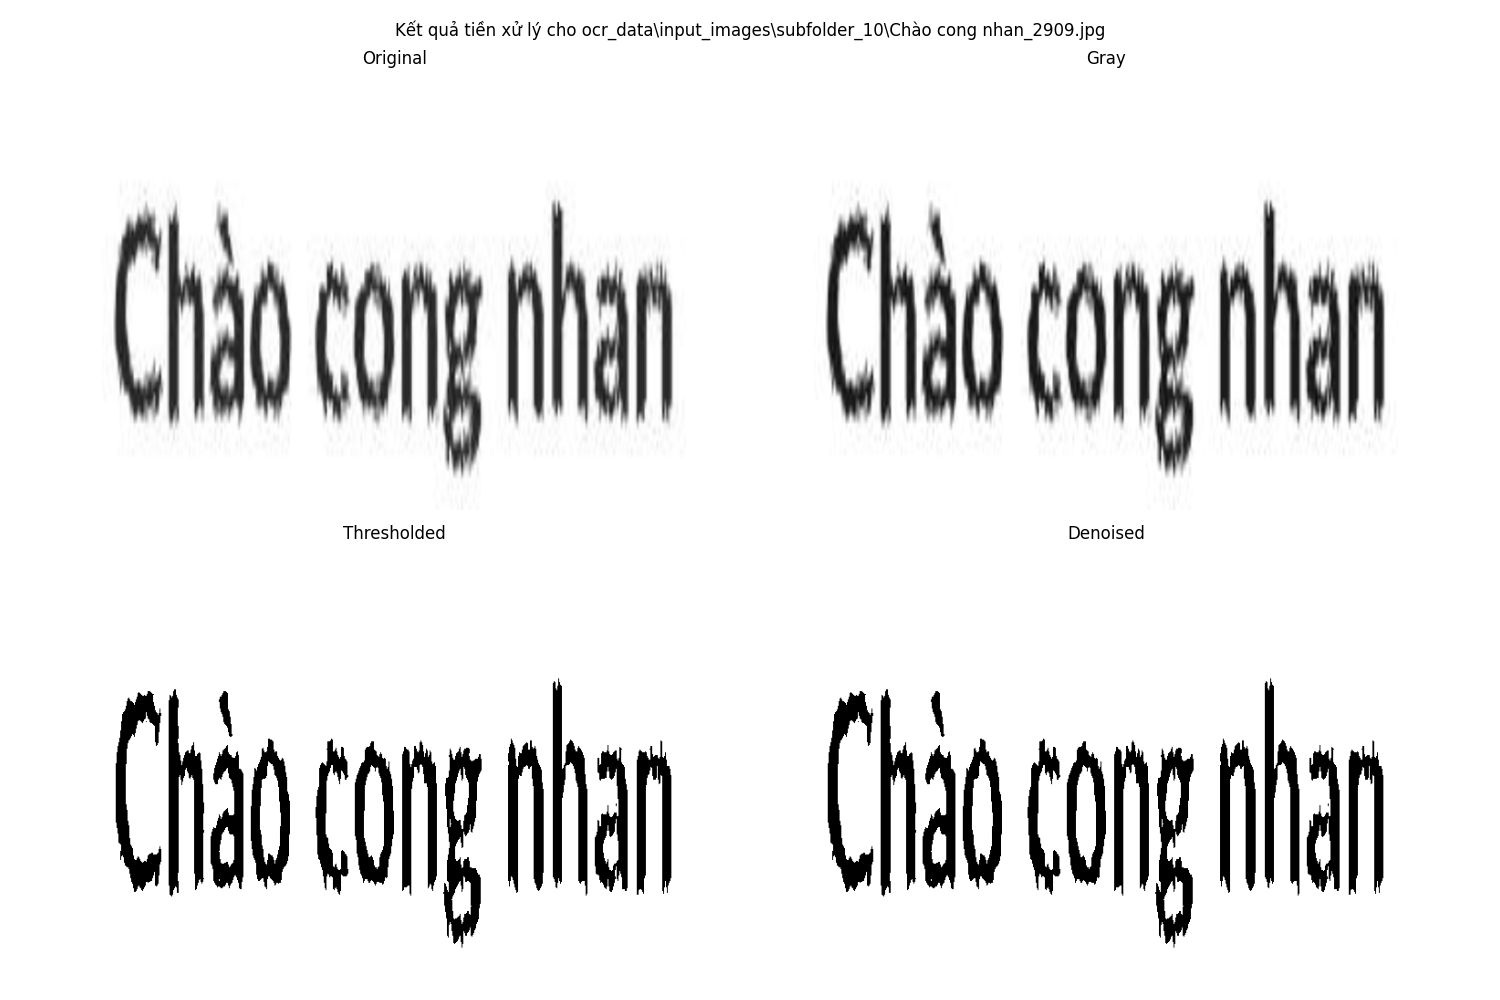 Kết quả tiền xử lý cho ocr_data\input_images\subfolder_10\Chào cong nhan_2909.jpg
Original
Gray
Chào cong nhan
Chào cong nhan
Thresholded
Denoised
Chào cong nhan
Chào cong nhan